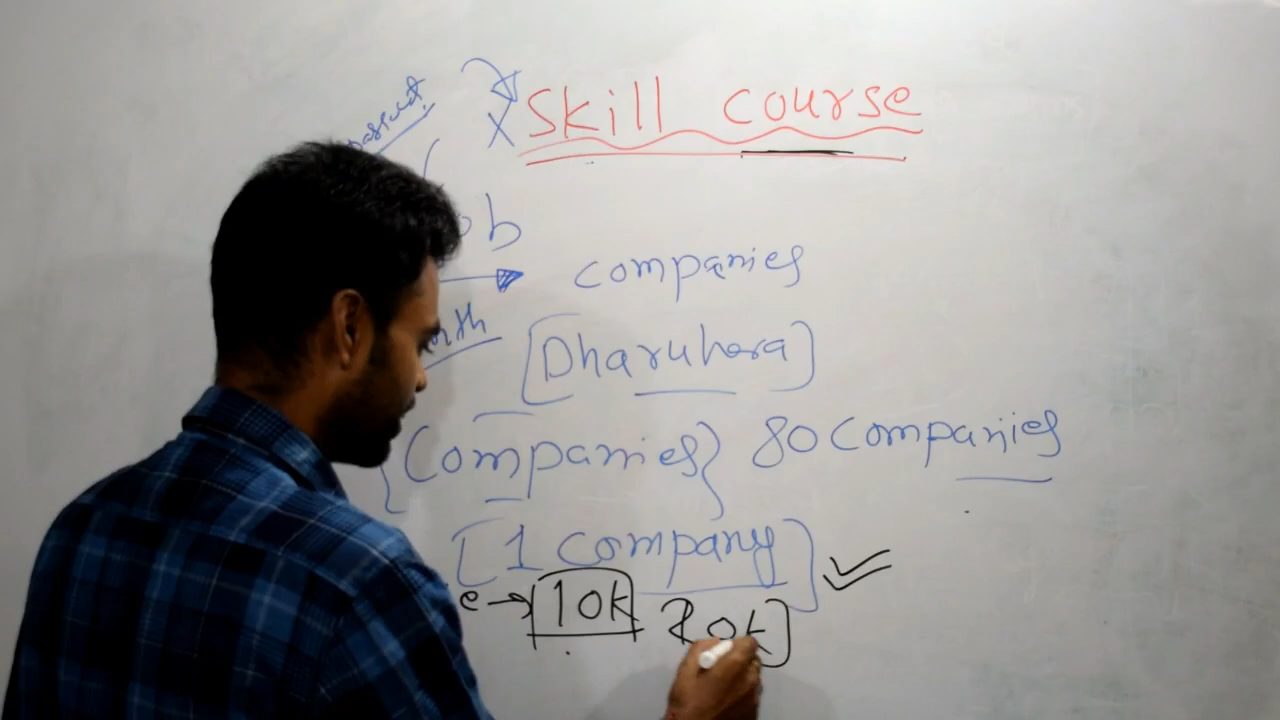 Skill course
companies
[Dharuhera]
{Companies} 80 Companies
[1 Company]
e → 10k 20k]